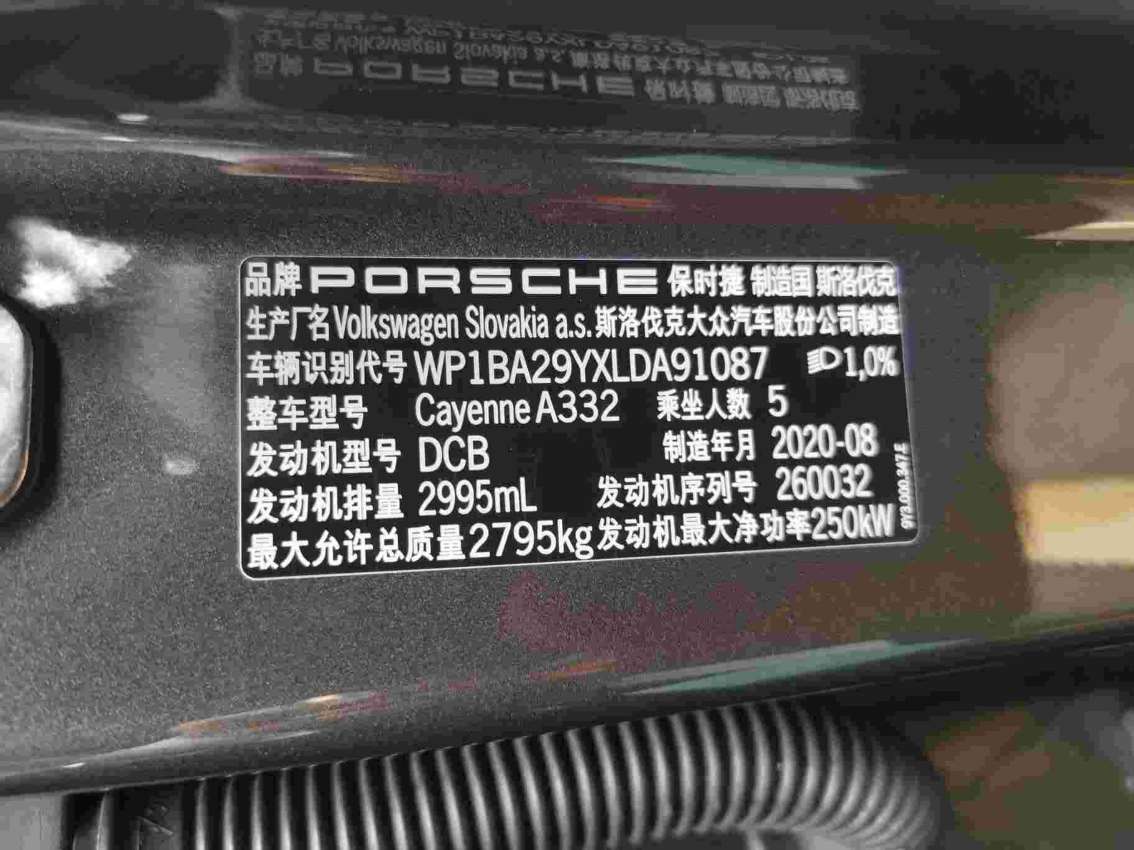 品牌 PORSCHE 保时捷 制造国 斯洛伐克
生产厂名 Volkswagen Slovakia a.s. 斯洛伐克大众汽车股份公司制造
车辆识别代号 WP1BA29YXLDA91087 1,0%
整车型号 Cayenne A332 乘坐人数 5
发动机型号 DCB 制造年月 2020-08
发动机排量 2995mL 发动机序列号 260032
最大允许总质量 2795kg 发动机最大净功率 250kW
9Y3.000.347.E